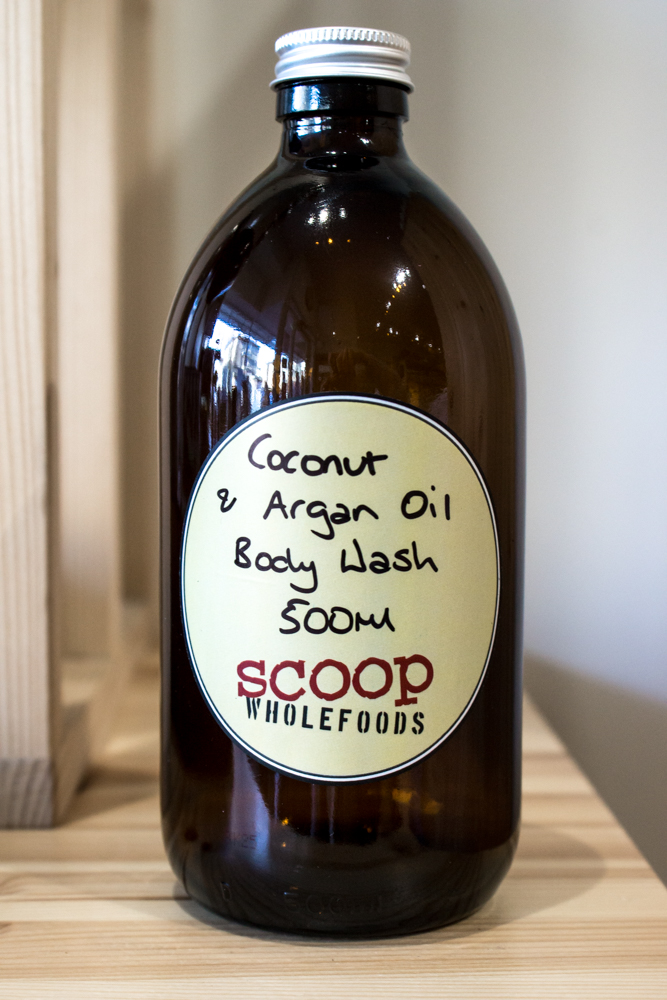 Coconut
& Argan Oil
Body Wash
500ml
SCOOP
WHOLEFOODS